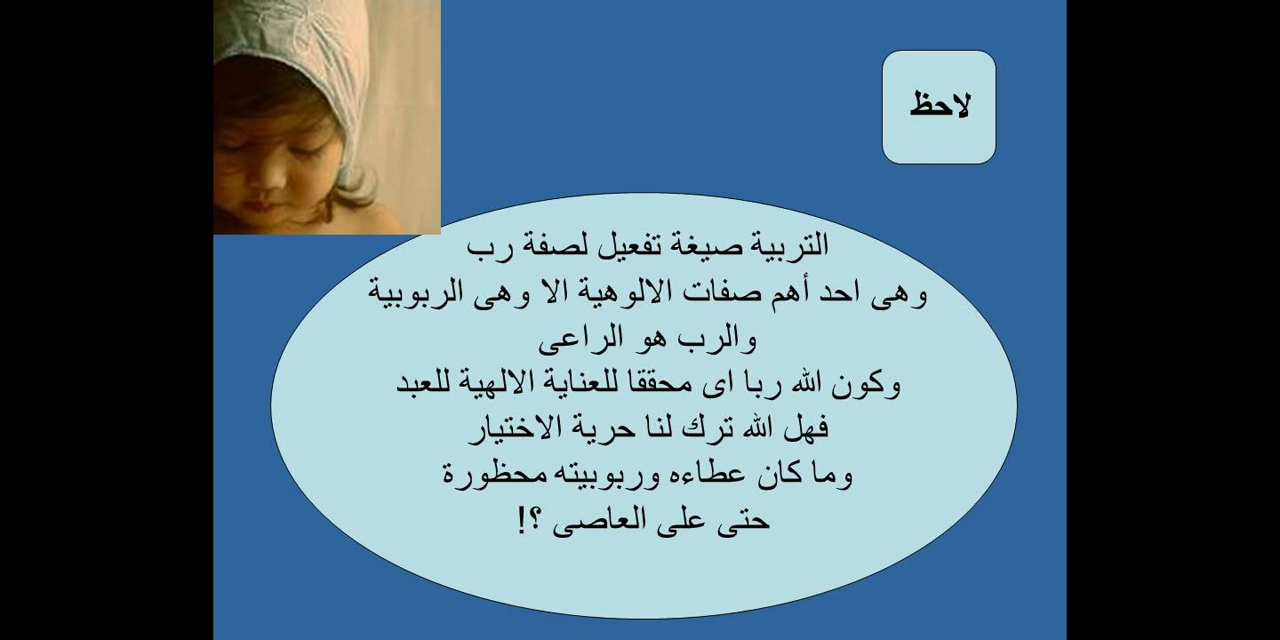 لاحظ
التربية صيغة تفعيل لصفة رب
وهى احد أهم صفات الالوهية الا وهى الربوبية
والرب هو الراعى
وكون الله ربا اى محققا للعناية الالهية للعبد
فهل الله ترك لنا حرية الاختيار
وما كان عطاءه وربوبيته محظورة
حتى على العاصى ؟!